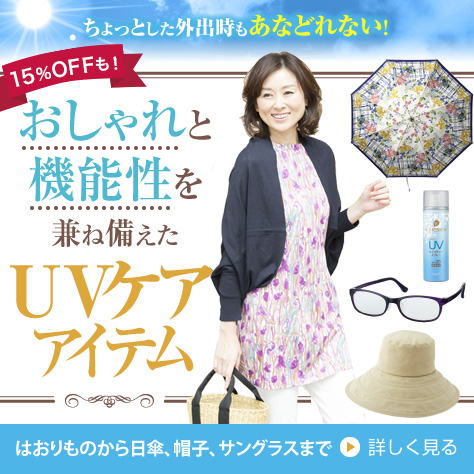 ちょっとした外出時もあなどれない!
15%OFFも!
おしゃれと
機能性を
兼ね備えた
UVケア
アイテム
UV
はおりものから日傘、帽子、サングラスまで
詳しく見る